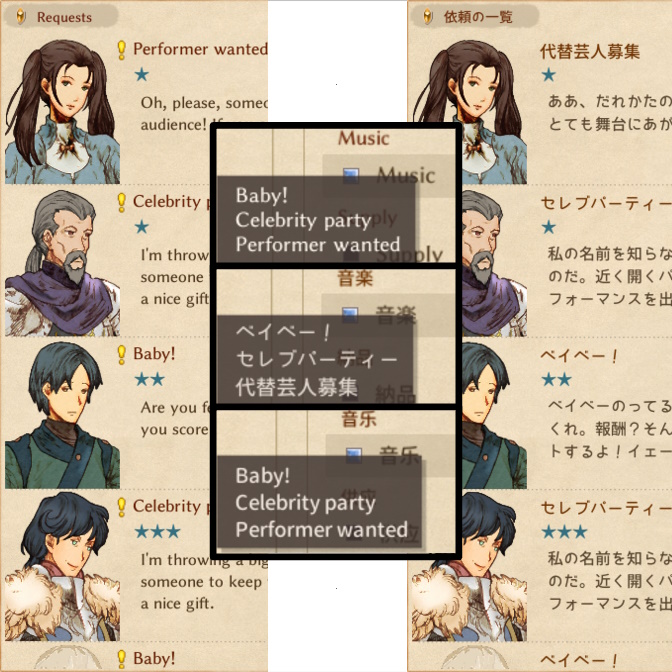 Requests
Performer wanted
Oh, please, someo
audience!
Celebrity p
I'm throw
someone
a nice gift
Baby!
Are you f
you score
Celebrity p
I'm throwing a big
someone to keep
a nice gift.
Baby!
Music
Music
Supply
Supply
Baby!
Celebrity party
Performer wanted
音楽
音楽
納品
ベイベー！
セレブパーティー
代替芸人募集
音乐
音乐
供应
供应
Baby!
Celebrity party
Performer wanted
依頼の一覧
代替芸人募集
ああ、だれかたの
とても舞台にあが
セレブパーティー
私の名前を知らな
のだ。近く開くパ
フォーマンスを出
ベイベー！
ベイベーのってる
くれ。報酬？そん
トするよ！イェー
セレブパーティー
私の名前を知らな
のだ。近く開くパ
フォーマンスを出
ベイベー！